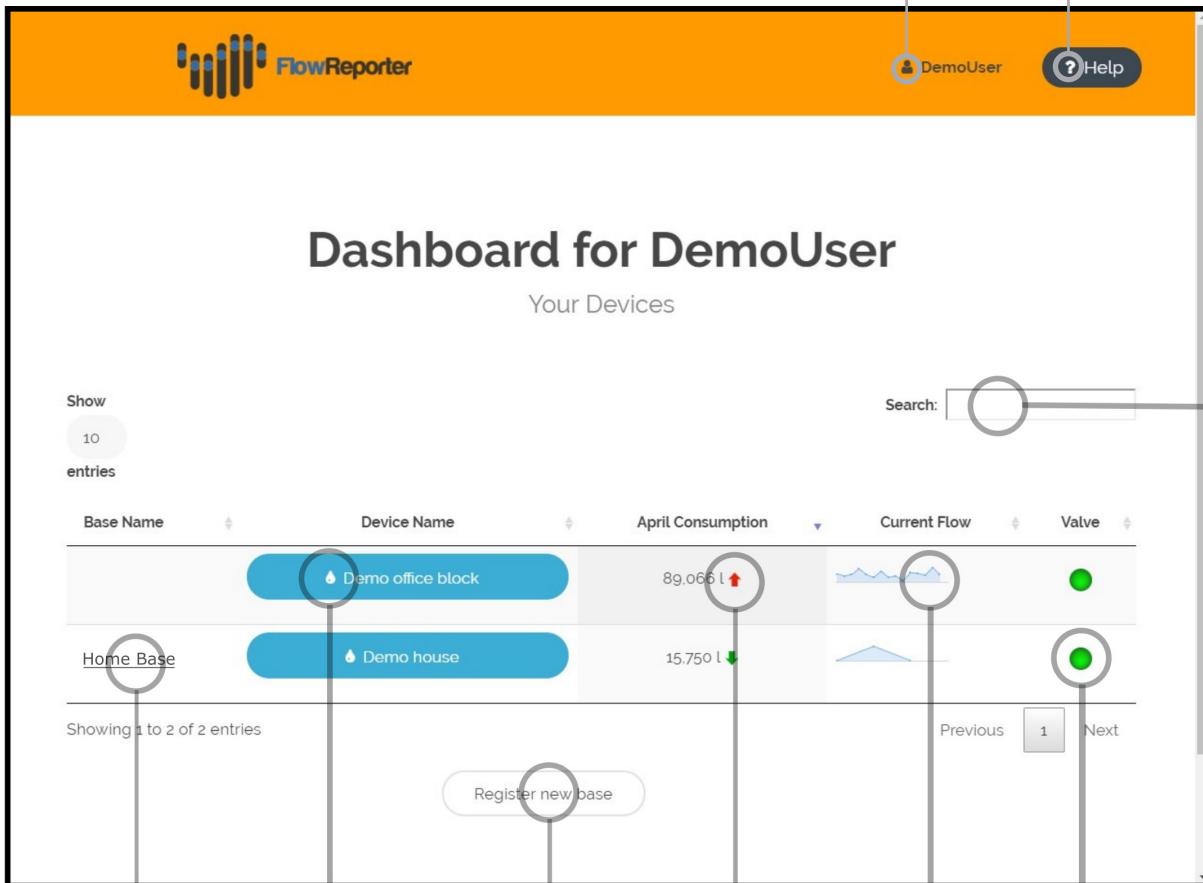 FlowReporter
DemoUser
? Help
Dashboard for DemoUser
Your Devices
Show
10
entries
Search:
Base Name Device Name April Consumption Current Flow Valve
Demo office block 89,066 l
Home Base Demo house 15,750 l
Showing 1 to 2 of 2 entries
Previous 1 Next
Register new base